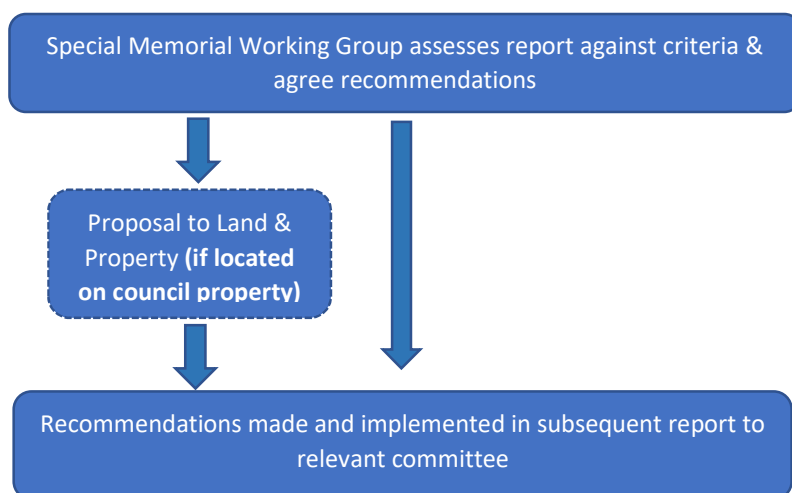 Special Memorial Working Group assesses report against criteria &
agree recommendations
Proposal to Land &
Property (if located
on council property)
Recommendations made and implemented in subsequent report to
relevant committee